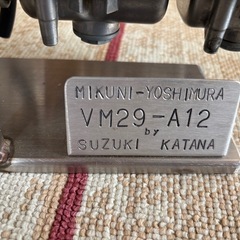 MIKUNI-YOSHIMURA
VM29-A12
by
SUZUKI KATANA